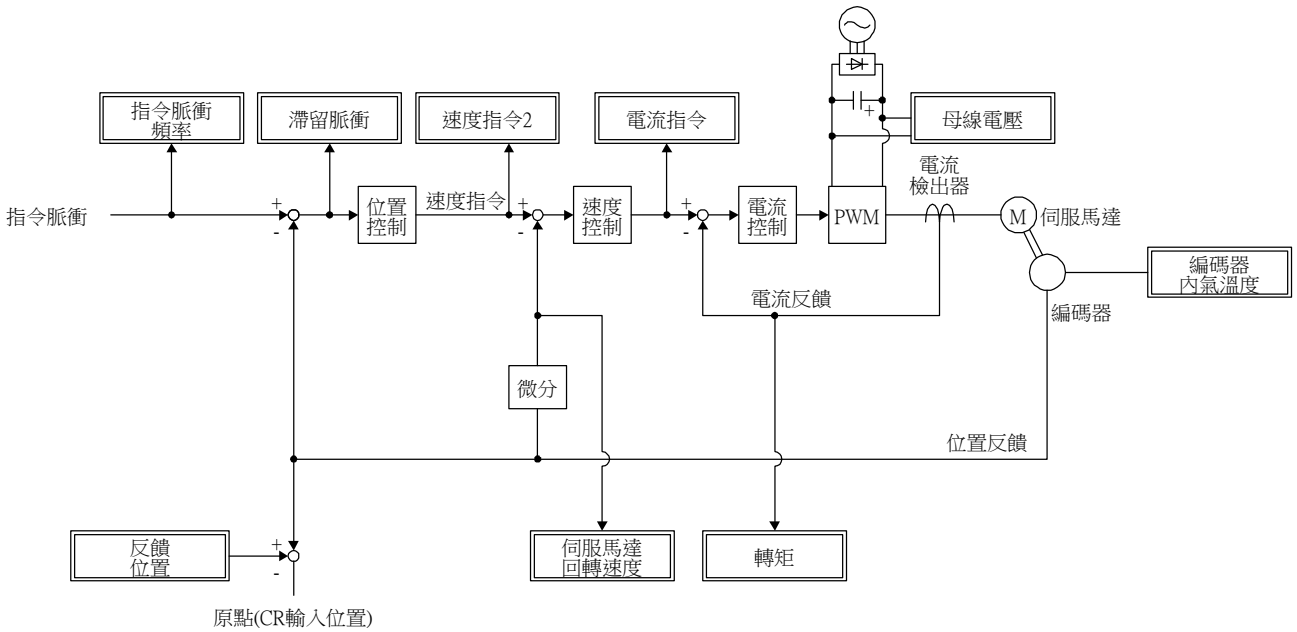 指令脈衝
頻率
滯留脈衝
速度指令2
電流指令
母線電壓
電流
檢出器
指令脈衝
+
-
位置
控制
速度指令
+
-
速度
控制
+
-
電流
控制
PWM
+
M
伺服馬達
編碼器
內氣溫度
編碼器
電流反饋
微分
位置反饋
反饋
位置
+
-
伺服馬達
回轉速度
轉矩
原點(CR輸入位置)